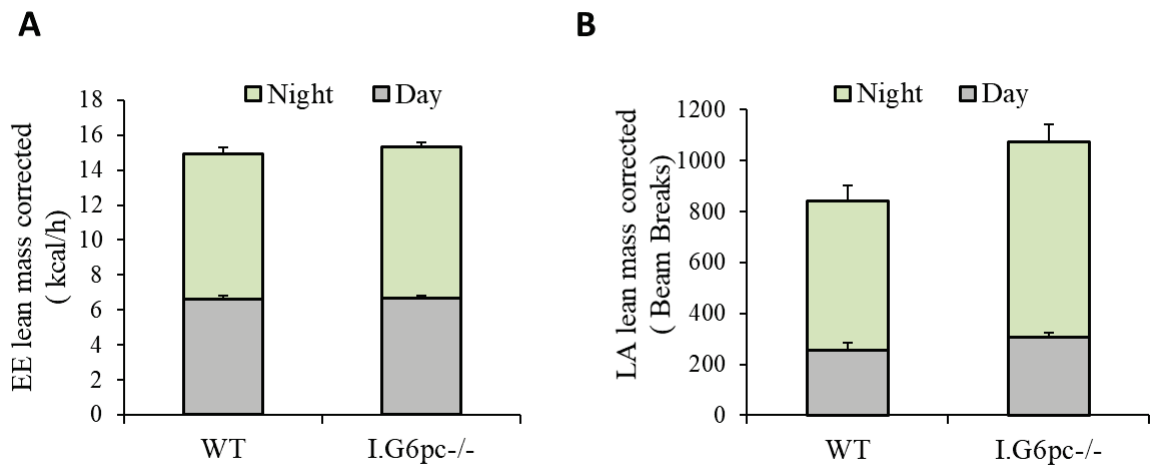 A
EE lean mass corrected
( kcal/h)
Night Day
18
16
14
12
10
8
6
4
2
0
WT I.G6pc-/-
B
LA lean mass corrected
( Beam Breaks)
Night Day
1200
1000
800
600
400
200
0
WT I.G6pc-/-